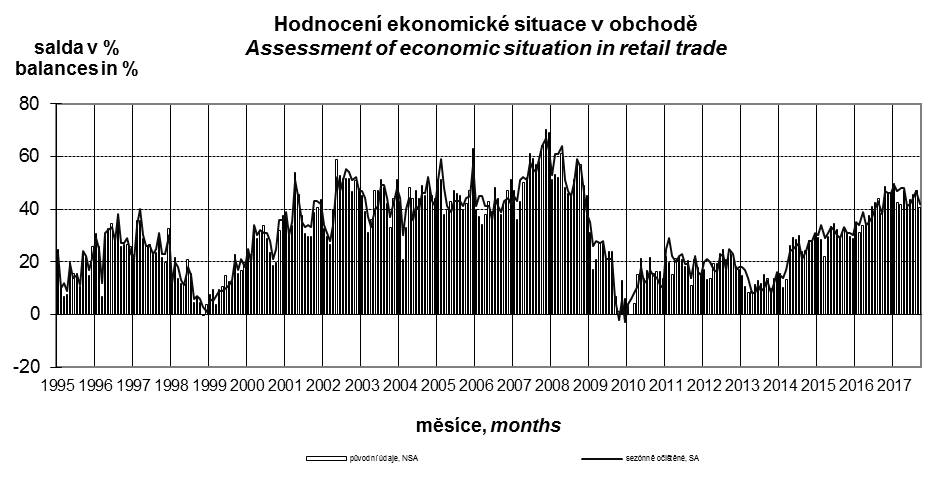 Hodnocení ekonomické situace v obchodě
Assessment of economic situation in retail trade
salda v %
balances in %
80
60
40
20
0
-20
1995 1996 1997 1998 1999 2000 2001 2002 2003 2004 2005 2006 2007 2008 2009 2010 2011 2012 2013 2014 2015 2016 2017
měsíce, months
původní údaje, NSA
sezónně očištěné, SA